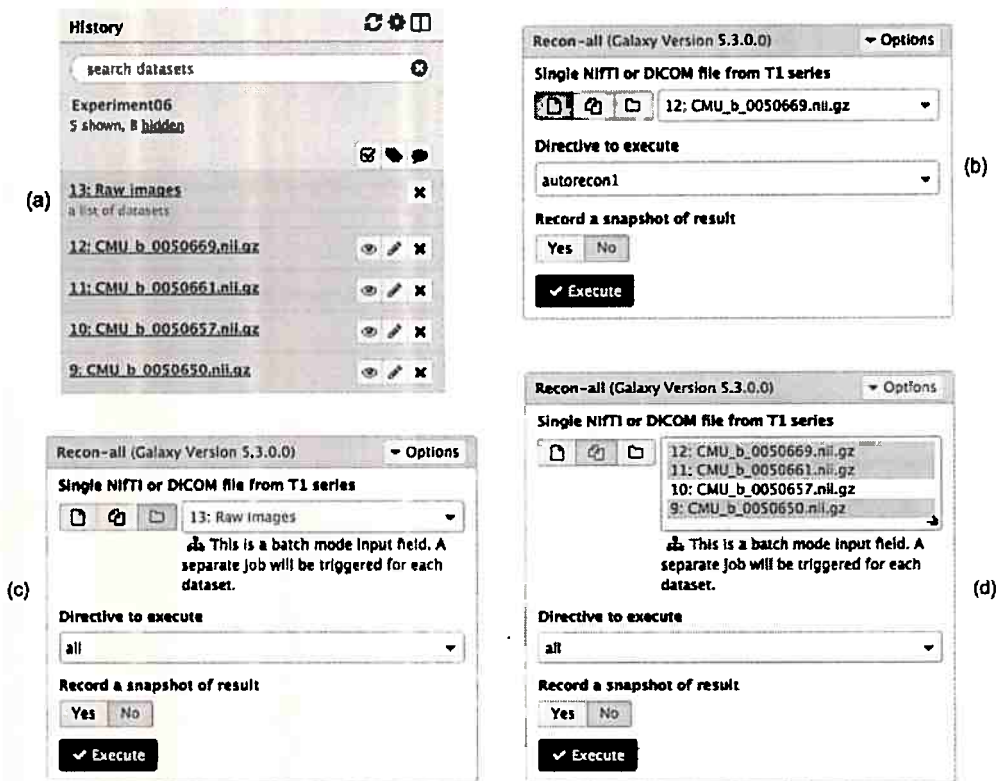 (a)
History
search datasets
Experiment06
5 shown, 8 hidden
13: Raw images
a list of datasets
12: CMU_b_0050669.nii.gz
11: CMU_b_0050661.nii.gz
10: CMU_b_0050657.nii.gz
9: CMU_b_0050650.nii.gz
(b)
Recon-all (Galaxy Version 5.3.0.0)
Options
Single NIfTI or DICOM file from T1 series
12: CMU_b_0050669.nii.gz
Directive to execute
autorecon1
Record a snapshot of result
Yes No
Execute
(c)
Recon-all (Galaxy Version 5.3.0.0)
Options
Single NIfTI or DICOM file from T1 series
13: Raw images
This is a batch mode input field. A
separate job will be triggered for each
dataset.
Directive to execute
all
Record a snapshot of result
Yes No
Execute
(d)
Recon-all (Galaxy Version 5.3.0.0)
Options
Single NIfTI or DICOM file from T1 series
12: CMU_b_0050669.nii.gz
11: CMU_b_0050661.nii.gz
10: CMU_b_0050657.nii.gz
9: CMU_b_0050650.nii.gz
This is a batch mode input field. A
separate job will be triggered for each
dataset.
Directive to execute
all
Record a snapshot of result
Yes No
Execute